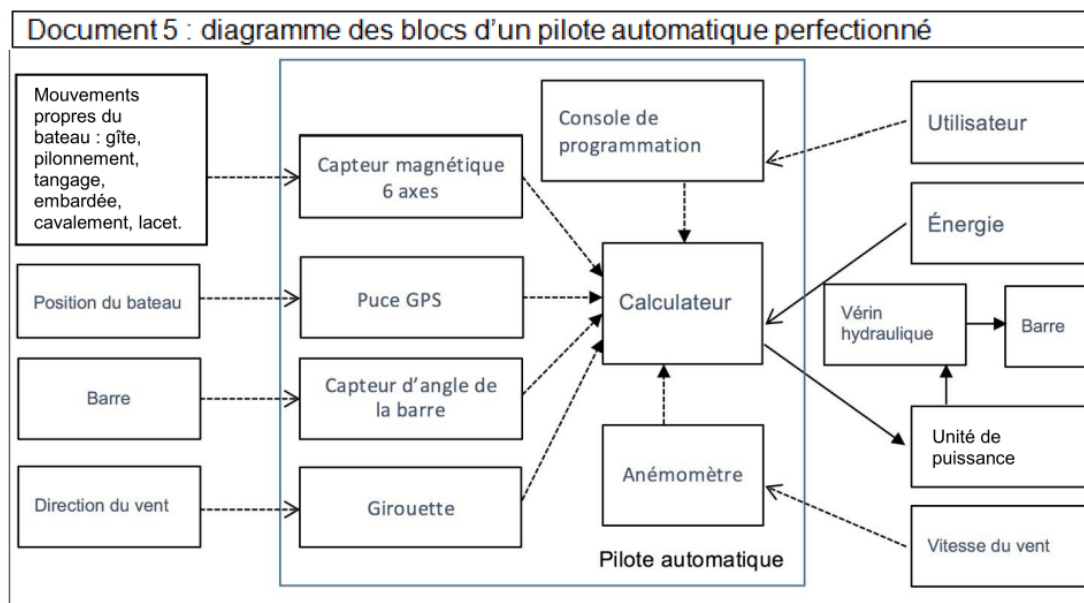 Document 5 : diagramme des blocs d'un pilote automatique perfectionné
Mouvements
propres du
bateau : gîte,
pilonnement,
tangage,
embardée,
cavalement, lacet.
Capteur magnétique
6 axes
Console de
programmation
Utilisateur
Énergie
Position du bateau
Puce GPS
Calculateur
Vérin
hydraulique
Barre
Barre
Capteur d'angle de
la barre
Unité de
puissance
Anémomètre
Direction du vent
Girouette
Vitesse du vent
Pilote automatique